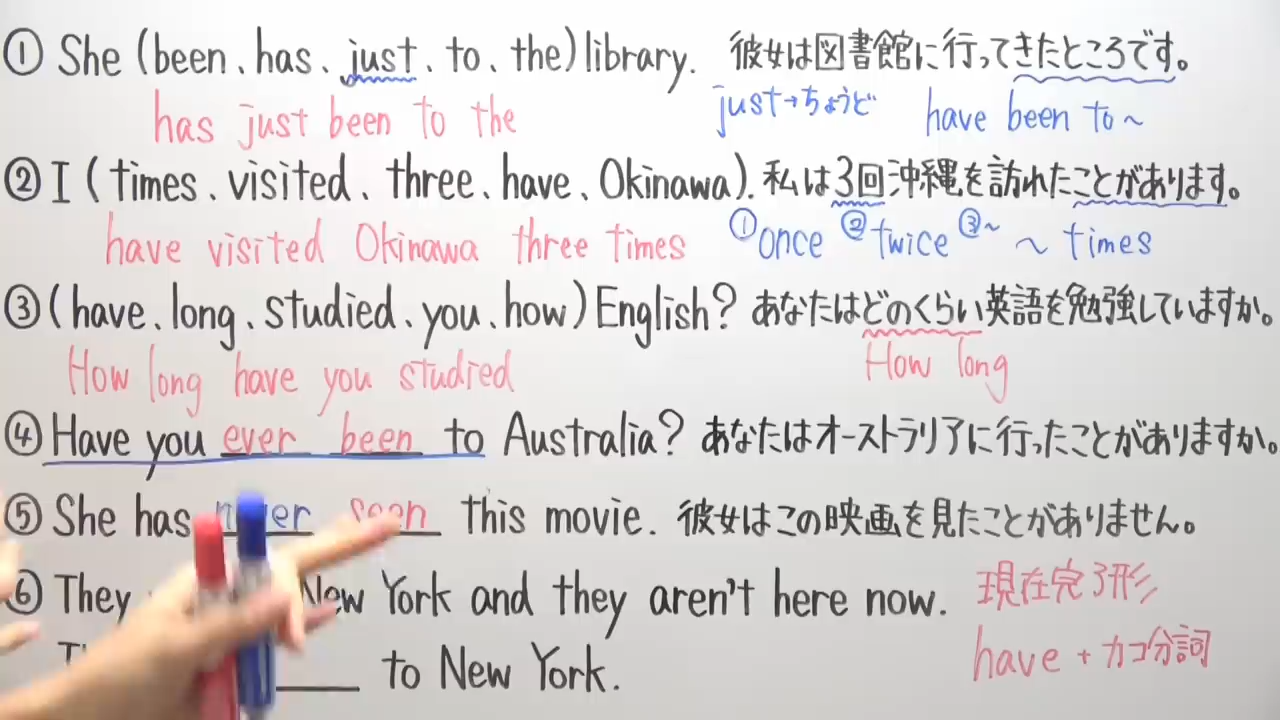 ① She (been、has、just、to、the) library. 彼女は図書館に行ってきたところです。
has just been to the just→ちょうど have been to ~
② I (times、visited、three、have、Okinawa). 私は3回沖縄を訪れたことがあります。
have visited Okinawa three times ①once ②twice ③~ ~ times
③ (have、long、studied、you、how) English? あなたはどのくらい英語を勉強していますか。
How long have you studied How long
④ Have you ever been to Australia? あなたはオーストラリアに行ったことがありますか。
⑤ She has never seen this movie. 彼女はこの映画を見たことがありません。
⑥ They New York and they aren't here now. 現在完了形
to New York. have + カコ分詞